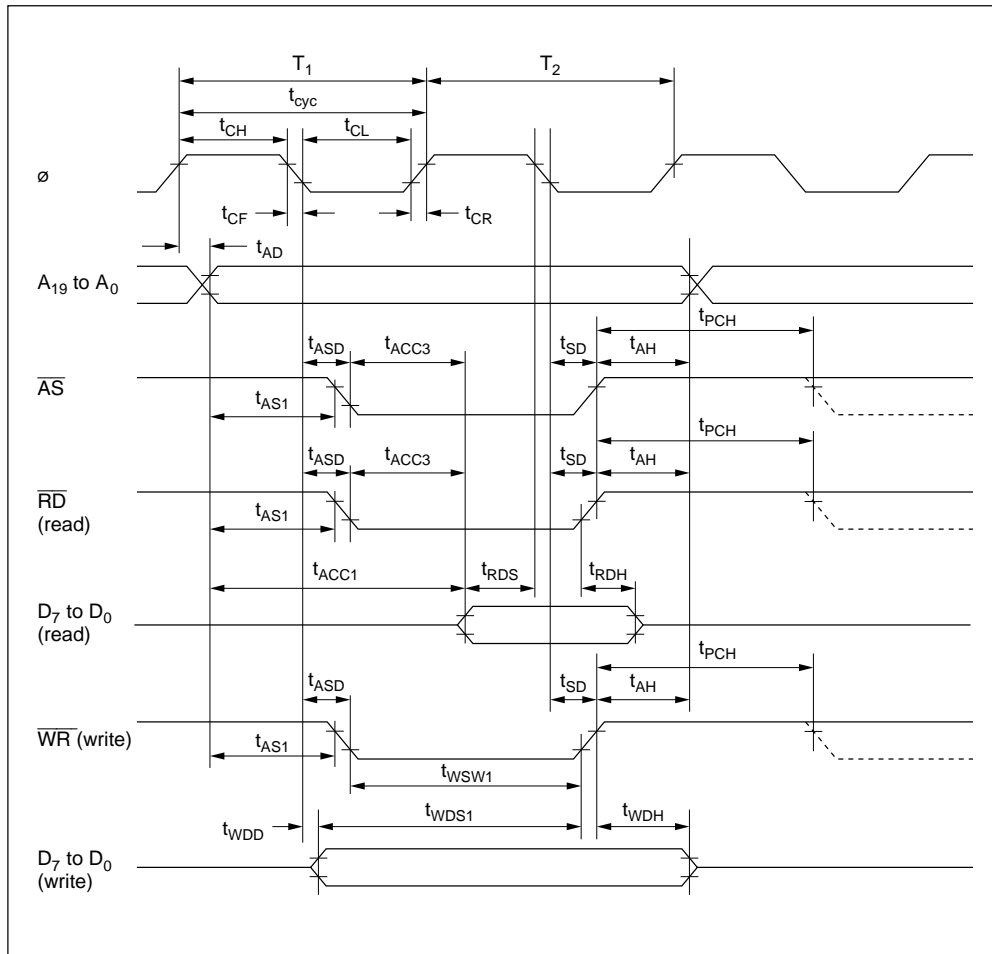 T1 T2
tcyc
tCH tCL
ø
tCF tCR
tAD
A19 to A0
tPCH
tASD tACC3 tSD tAH
AS
tAS1
tPCH
tASD tACC3 tSD tAH
RD
(read)
tAS1
tACC1 tRDS tRDH
D7 to D0
(read)
tPCH
tASD tSD tAH
WR (write)
tAS1
tWSW1
tWDD tWDS1 tWDH
D7 to D0
(write)